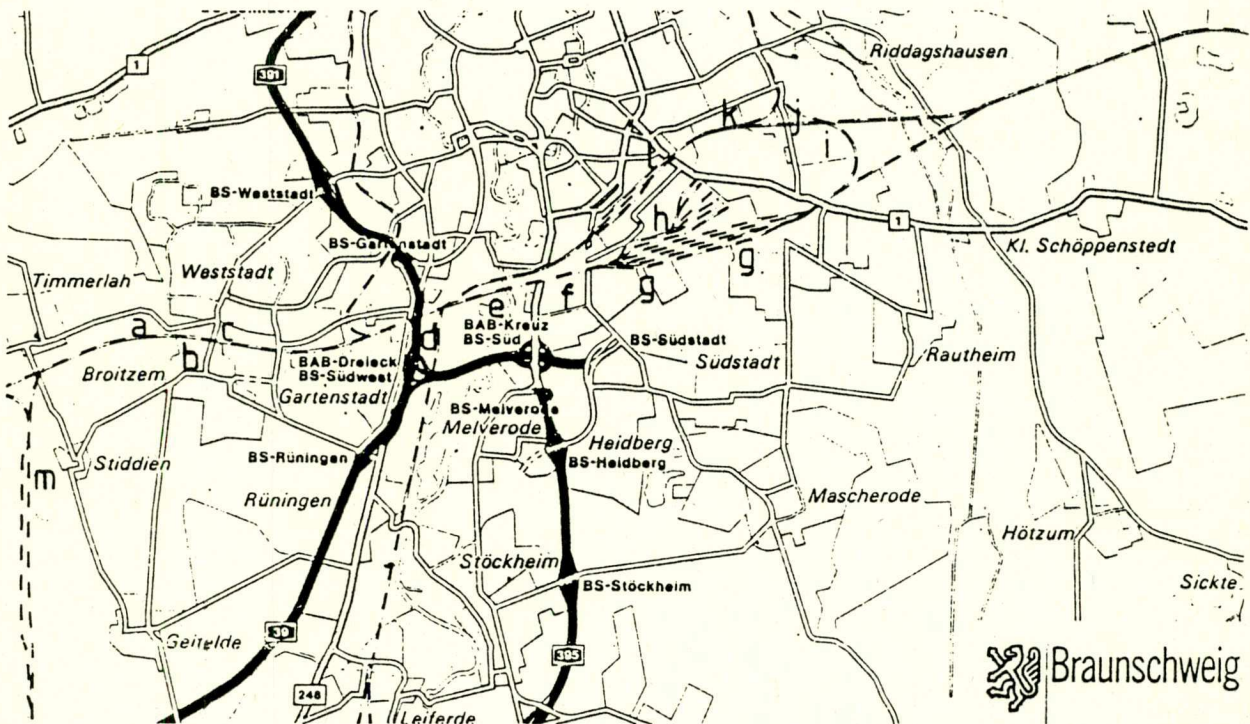 Riddagshausen
1
391
k
j
i
l
BS-Weststadt
h
1
BS-Gartenstadt
Kl. Schöppenstedt
Timmerlah
Weststadt
g
g
e
f
a
c
d
BAB-Kreuz
BS-Süd
BS-Südstadt
b
BAB-Dreieck
BS-Südwest
Südstadt
Rautheim
Broitzem
Gartenstadt
BS-Melverode
Melverode
Heidberg
BS-Rüningen
BS-Heidberg
Stiddien
m
Rüningen
Mascherode
Hötzum
Stöckheim
BS-Stöckheim
Sickte
Geitelde
39
395
248
Braunschweig
Leiferde